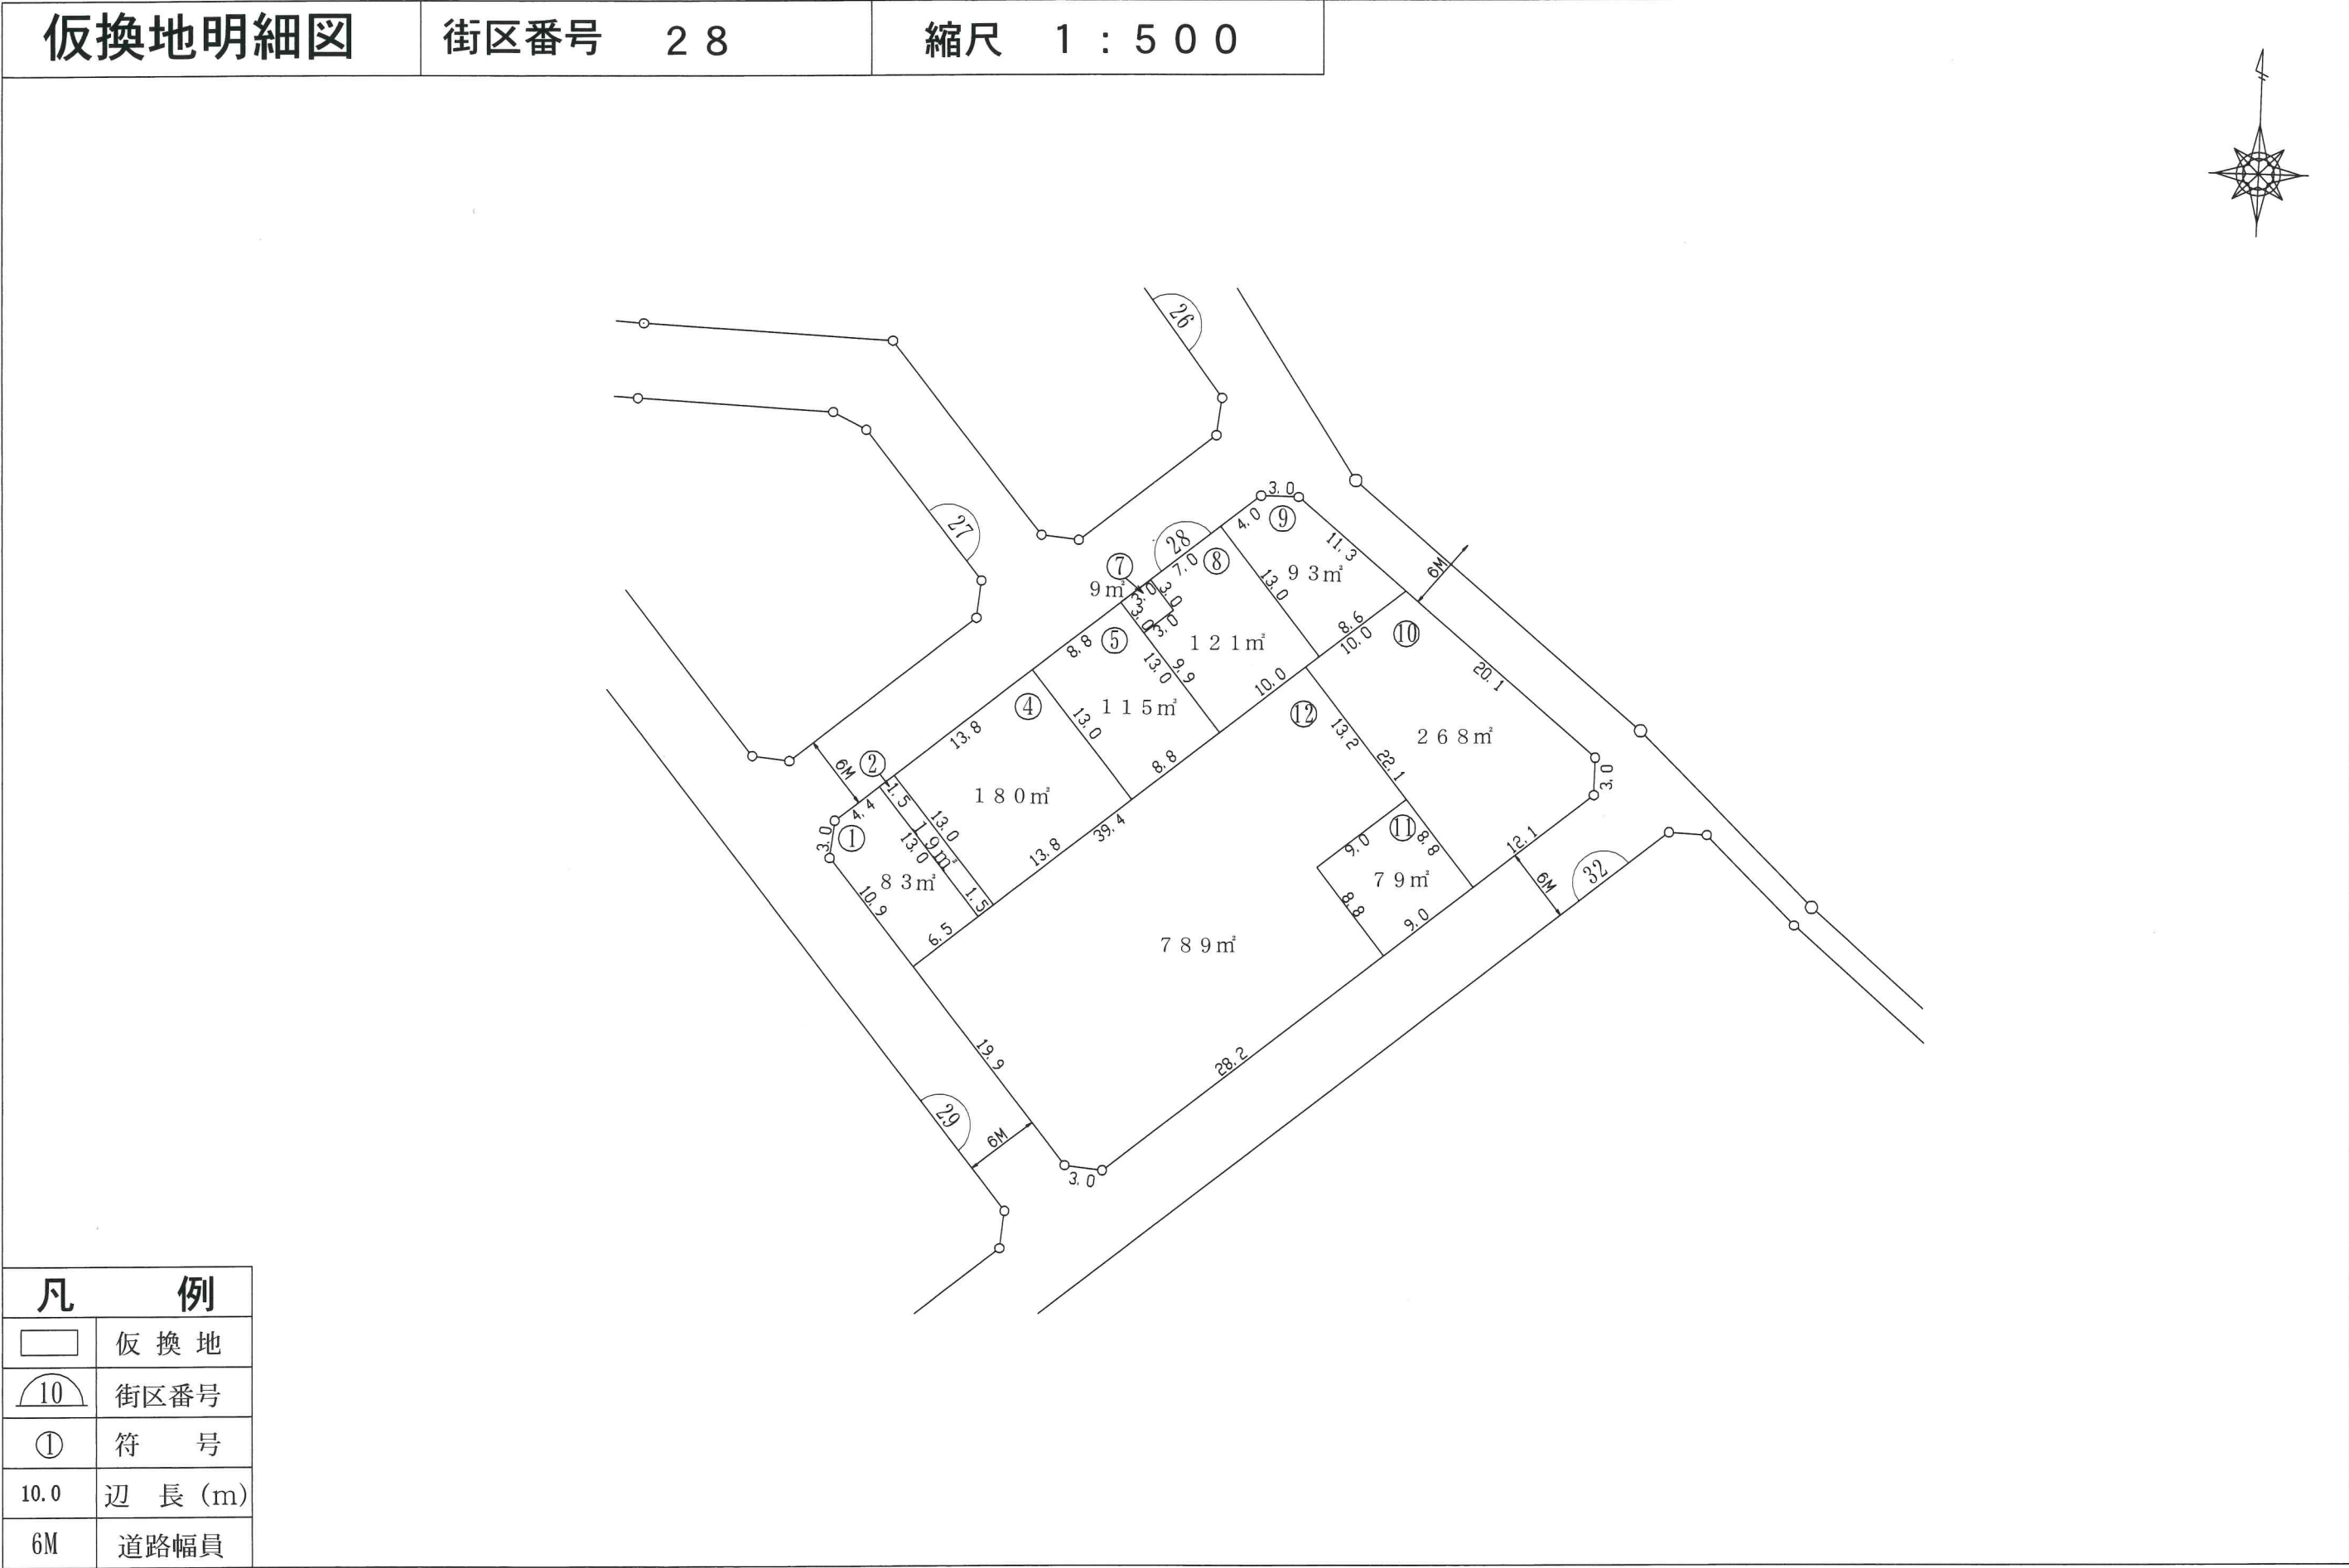 仮換地明細図 街区番号 28 縮尺 1:500
26
27
3.0
4.0 ⑨
28
11.3
⑦ 7.0 ⑧
9㎡ 3.0 3.0 13.0 93㎡ 6M
3.0 3.0
8.8 ⑤ 121㎡ 8.6 ⑩
10.0
13.0 9.9
10.0 20.1
④ 115㎡ ⑫
13.8 13.0 13.2 268㎡
② 8.8 22.1
6M
1.5 180㎡
4.4 13.0
3.0 ① 39.4 ⑪ 3.0
19㎡ 9.0 8.8
13.0 13.8 12.1
83㎡ 79㎡ 6M 32
10.9 1.5 8.8
6.5 9.0
789㎡
19.9 28.2
29
6M
3.0
凡 例
仮換地
10 街区番号
① 符 号
10.0 辺 長(m)
6M 道路幅員